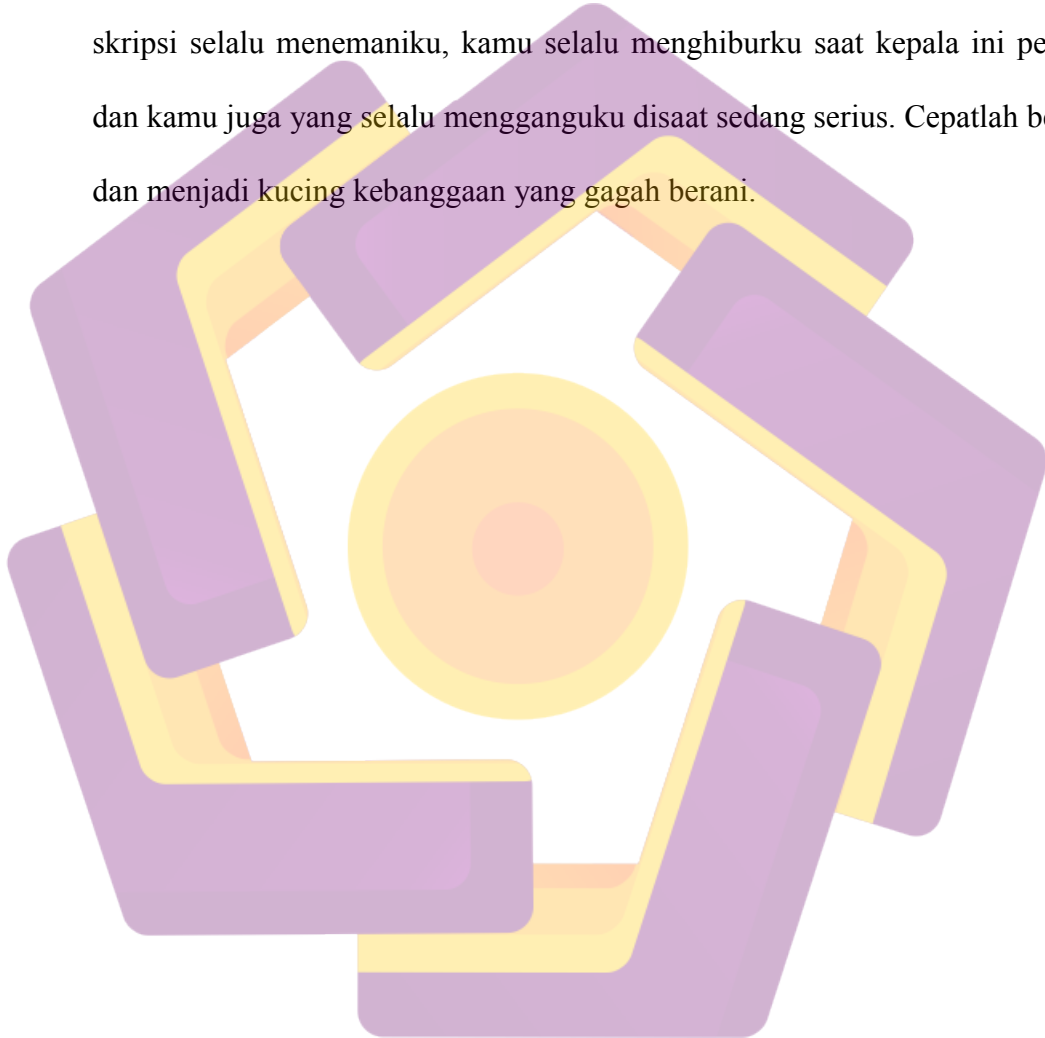 skripsi selalu menemaniku, kamu selalu menghiburku saat kepala ini
dan kamu juga yang selalu mengganguku disaat sedang serius. Cepatlah
dan menjadi kucing kebanggaan yang gagah berani.